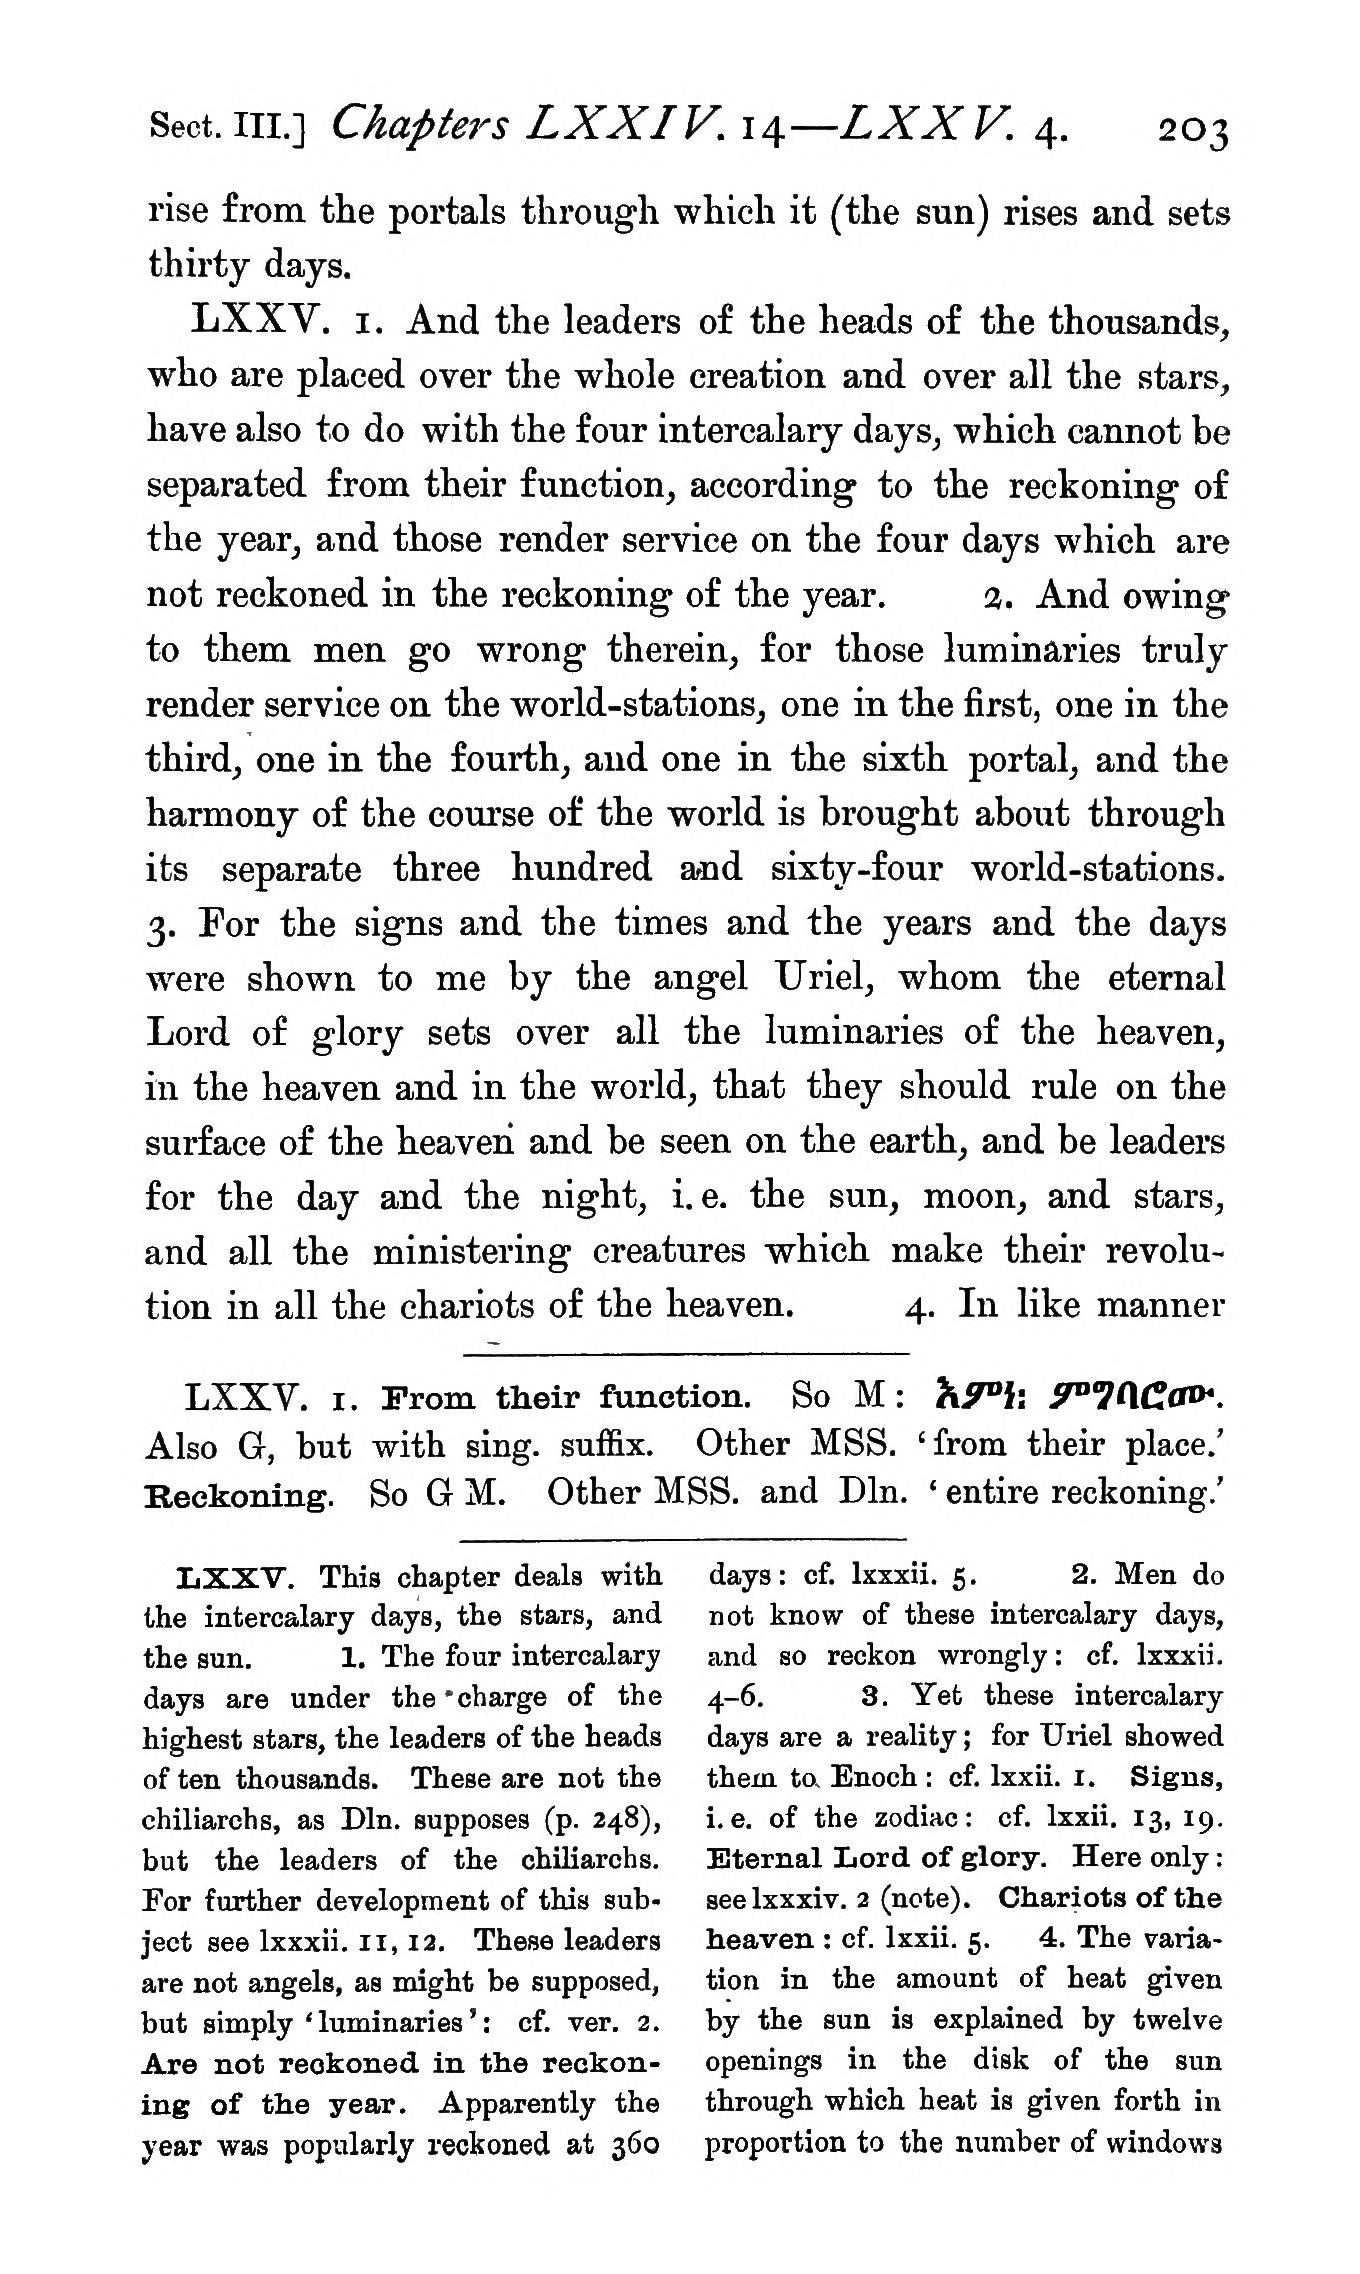 Sect. III.] Chapters LXXIV. 14—LXXV. 4. 203
rise from the portals through which it (the sun) rises and sets
thirty days.
LXXV. 1. And the leaders of the heads of the thousands,
who are placed over the whole creation and over all the stars,
have also to do with the four intercalary days, which cannot be
separated from their function, according to the reckoning of
the year, and those render service on the four days which are
not reckoned in the reckoning of the year. 2. And owing
to them men go wrong therein, for those luminaries truly
render service on the world-stations, one in the first, one in the
third, one in the fourth, and one in the sixth portal, and the
harmony of the course of the world is brought about through
its separate three hundred and sixty-four world-stations.
3. For the signs and the times and the years and the days
were shown to me by the angel Uriel, whom the eternal
Lord of glory sets over all the luminaries of the heaven,
in the heaven and in the world, that they should rule on the
surface of the heaven and be seen on the earth, and be leaders
for the day and the night, i. e. the sun, moon, and stars,
and all the ministering creatures which make their revolu-
tion in all the chariots of the heaven. 4. In like manner
LXXV. 1. From their function. So M: እምነ፡ ምግባሮሙ.
Also G, but with sing. suffix. Other MSS. ‘from their place.’
Reckoning. So G M. Other MSS. and Dln. ‘entire reckoning.’
LXXV. This chapter deals with
the intercalary days, the stars, and
the sun. 1. The four intercalary
days are under the charge of the
highest stars, the leaders of the heads
of ten thousands. These are not the
chiliarchs, as Dln. supposes (p. 248),
but the leaders of the chiliarchs.
For further development of this sub-
ject see lxxxii. 11, 12. These leaders
are not angels, as might be supposed,
but simply ‘luminaries’: cf. ver. 2.
Are not reckoned in the reckon-
ing of the year. Apparently the
year was popularly reckoned at 360
days: cf. lxxxii. 5. 2. Men do
not know of these intercalary days,
and so reckon wrongly: cf. lxxxii.
4–6. 3. Yet these intercalary
days are a reality; for Uriel showed
them to Enoch: cf. lxxii. 1. Signs,
i. e. of the zodiac: cf. lxxii. 13, 19.
Eternal Lord of glory. Here only:
see lxxxiv. 2 (note). Chariots of the
heaven: cf. lxxii. 5. 4. The varia-
tion in the amount of heat given
by the sun is explained by twelve
openings in the disk of the sun
through which heat is given forth in
proportion to the number of windows